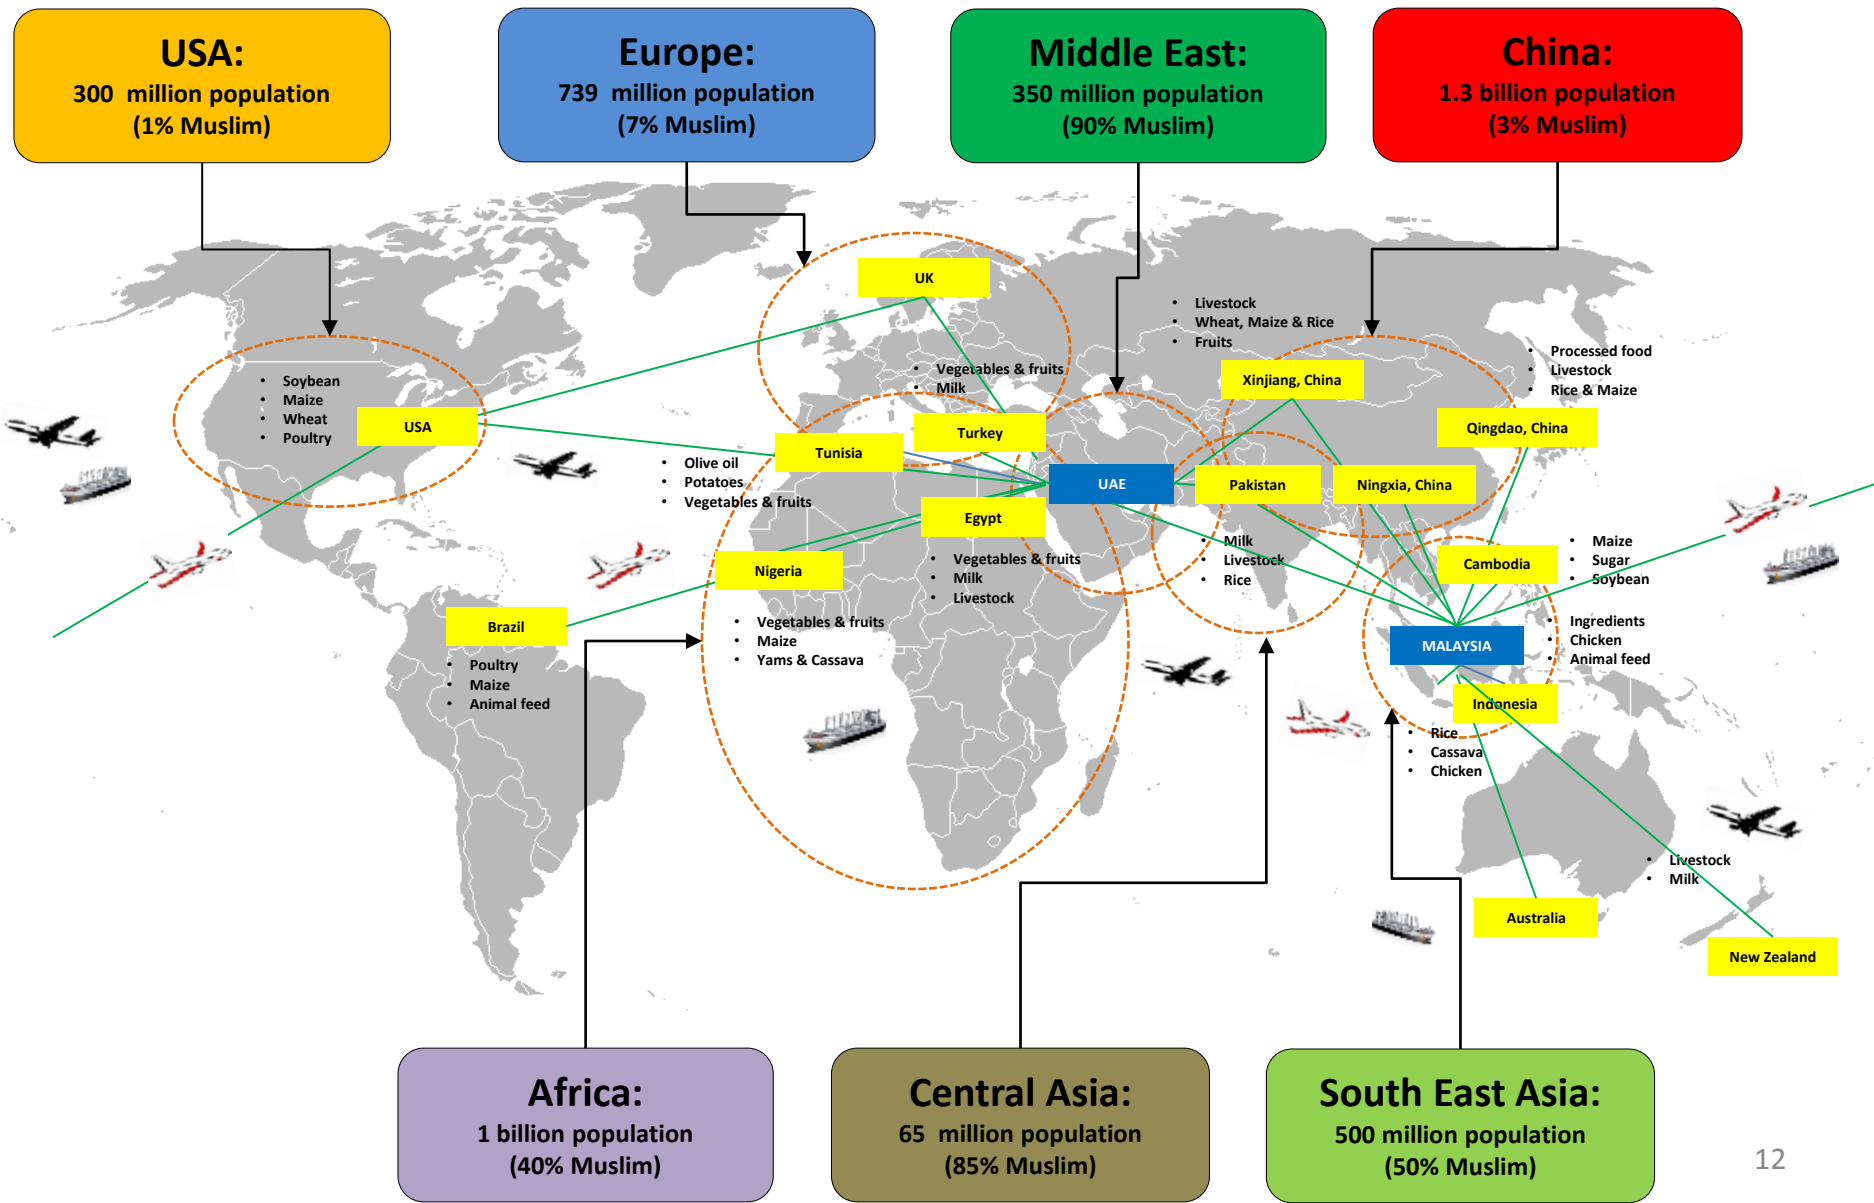 USA:
300 million population
(1% Muslim)
Europe:
739 million population
(7% Muslim)
Middle East:
350 million population
(90% Muslim)
China:
1.3 billion population
(3% Muslim)
UK
• Livestock
• Wheat, Maize & Rice
• Fruits
• Processed food
• Livestock
• Rice & Maize
• Vegetables & fruits
• Milk
Xinjiang, China
• Soybean
• Maize
• Wheat
• Poultry
USA
Qingdao, China
Turkey
Tunisia
• Olive oil
• Potatoes
• Vegetables & fruits
UAE
Pakistan
Ningxia, China
Egypt
• Vegetables & fruits
• Milk
• Livestock
• Milk
• Livestock
• Rice
• Maize
• Sugar
• Soybean
Cambodia
Nigeria
• Vegetables & fruits
• Maize
• Yams & Cassava
Brazil
• Poultry
• Maize
• Animal feed
• Ingredients
• Chicken
• Animal feed
MALAYSIA
Indonesia
• Rice
• Cassava
• Chicken
• Livestock
• Milk
Australia
New Zealand
Africa:
1 billion population
(40% Muslim)
Central Asia:
65 million population
(85% Muslim)
South East Asia:
500 million population
(50% Muslim)
12